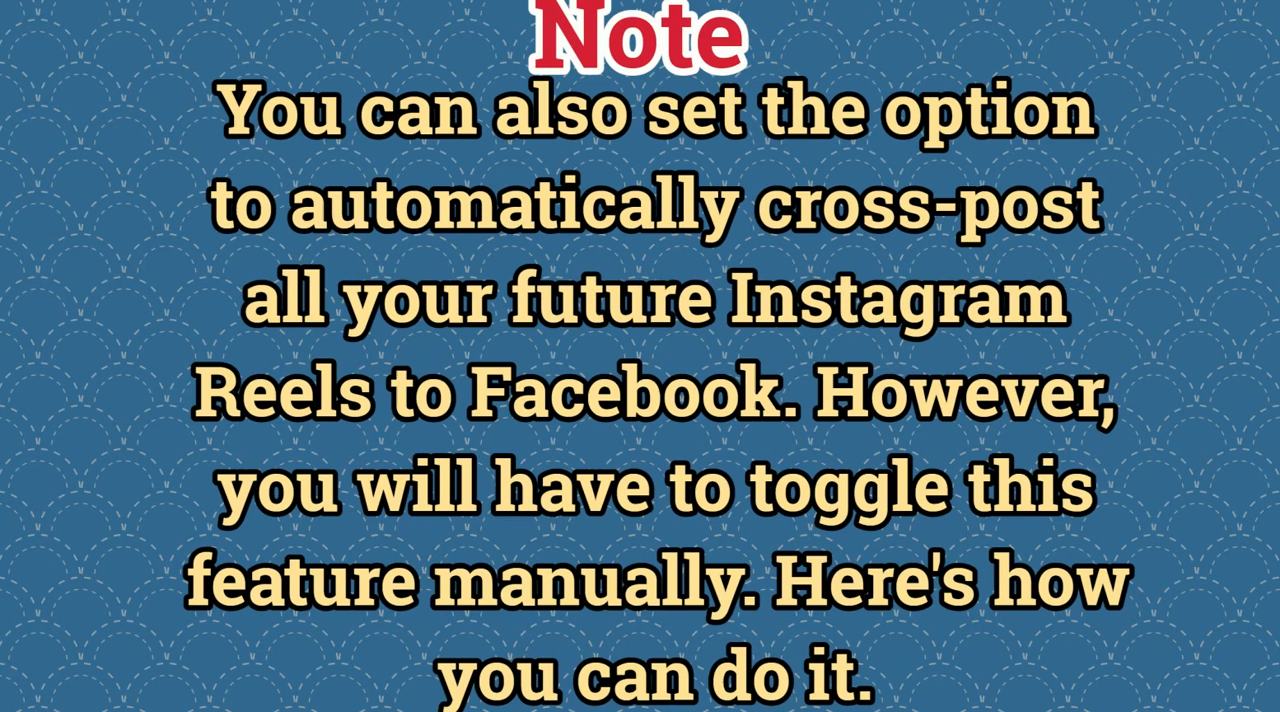 Note
You can also set the option
to automatically cross-post
all your future Instagram
Reels to Facebook. However,
you will have to toggle this
feature manually. Here's how
you can do it.